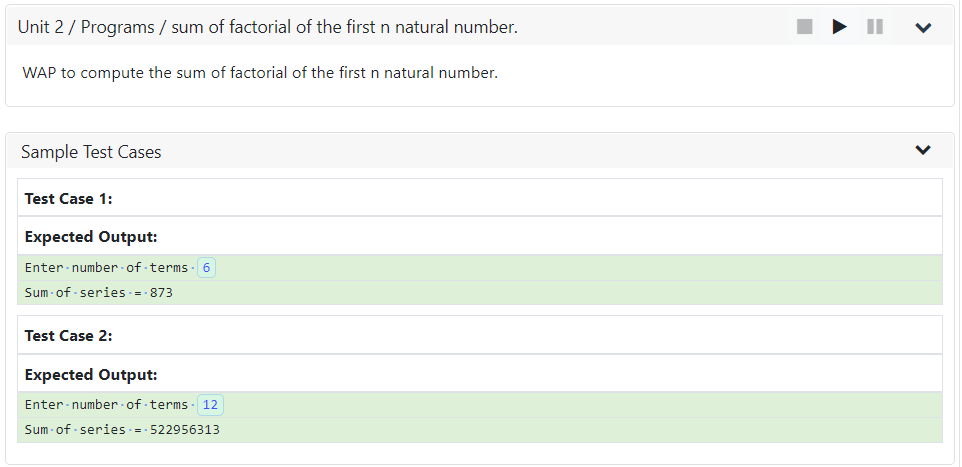 Unit 2 / Programs / sum of factorial of the first n natural number.
WAP to compute the sum of factorial of the first n natural number.
Sample Test Cases
Test Case 1:
Expected Output:
Enter·number·of·terms·6
Sum·of·series·=·873
Test Case 2:
Expected Output:
Enter·number·of·terms·12
Sum·of·series·=·522956313